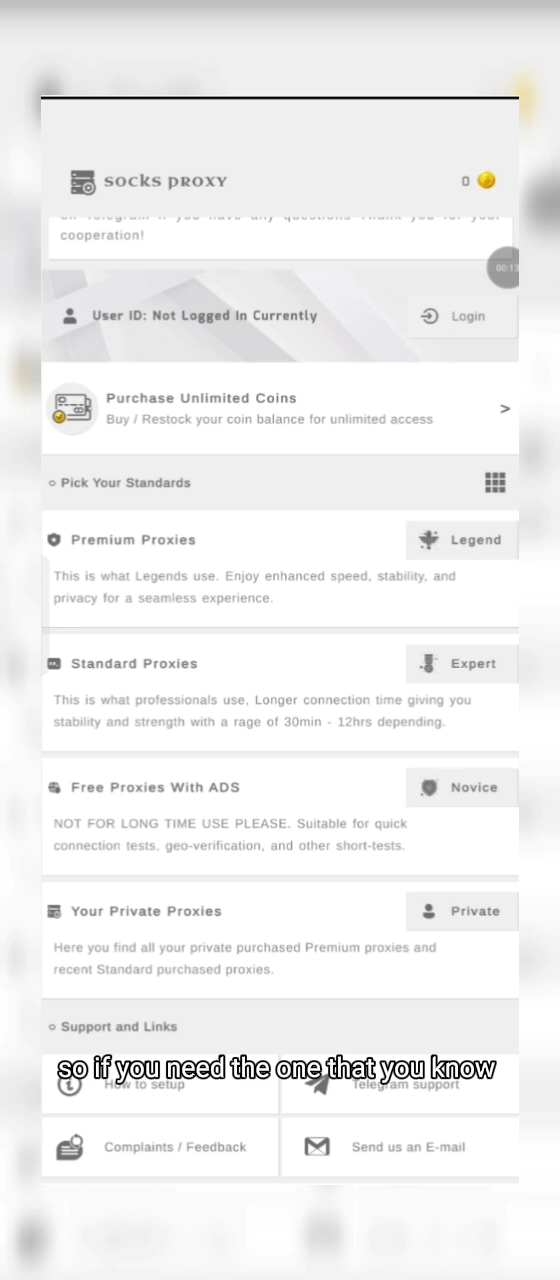 SOCKS PROXY
0
on Telegram if you have any questions Thank you for your
cooperation!
00:13
User ID: Not Logged In Currently
Login
Purchase Unlimited Coins
Buy / Restock your coin balance for unlimited access
>
Pick Your Standards
Premium Proxies
Legend
This is what Legends use. Enjoy enhanced speed, stability, and
privacy for a seamless experience.
Standard Proxies
Expert
This is what professionals use, Longer connection time giving you
stability and strength with a rage of 30min - 12hrs depending.
Free Proxies With ADS
Novice
NOT FOR LONG TIME USE PLEASE. Suitable for quick
connection tests, geo-verification, and other short-tests.
Your Private Proxies
Private
Here you find all your private purchased Premium proxies and
recent Standard purchased proxies.
Support and Links
so if you need the one that you know
How to setup
Telegram support
Complaints / Feedback
Send us an E-mail